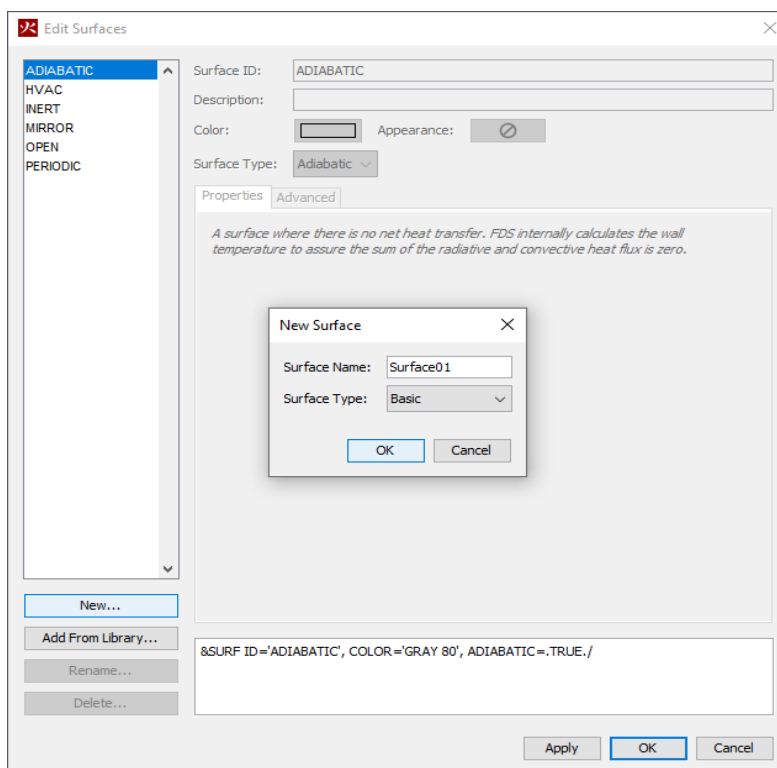 Edit Surfaces
ADIABATIC
HVAC
INERT
MIRROR
OPEN
PERIODIC
Surface ID: ADIABATIC
Description:
Color: Appearance:
Surface Type: Adiabatic
Properties Advanced
A surface where there is no net heat transfer. FDS internally calculates the wall
temperature to assure the sum of the radiative and convective heat flux is zero.
New Surface
Surface Name: Surface01
Surface Type: Basic
OK Cancel
New...
Add From Library...
Rename...
Delete...
&SURF ID='ADIABATIC', COLOR='GRAY 80', ADIABATIC=.TRUE./
Apply OK Cancel